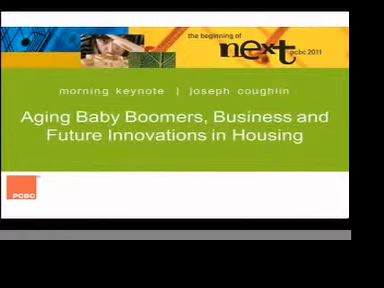 the beginning of
next
pcbc 2011
morning keynote | joseph coughlin
Aging Baby Boomers, Business and
Future Innovations in Housing
PCBC